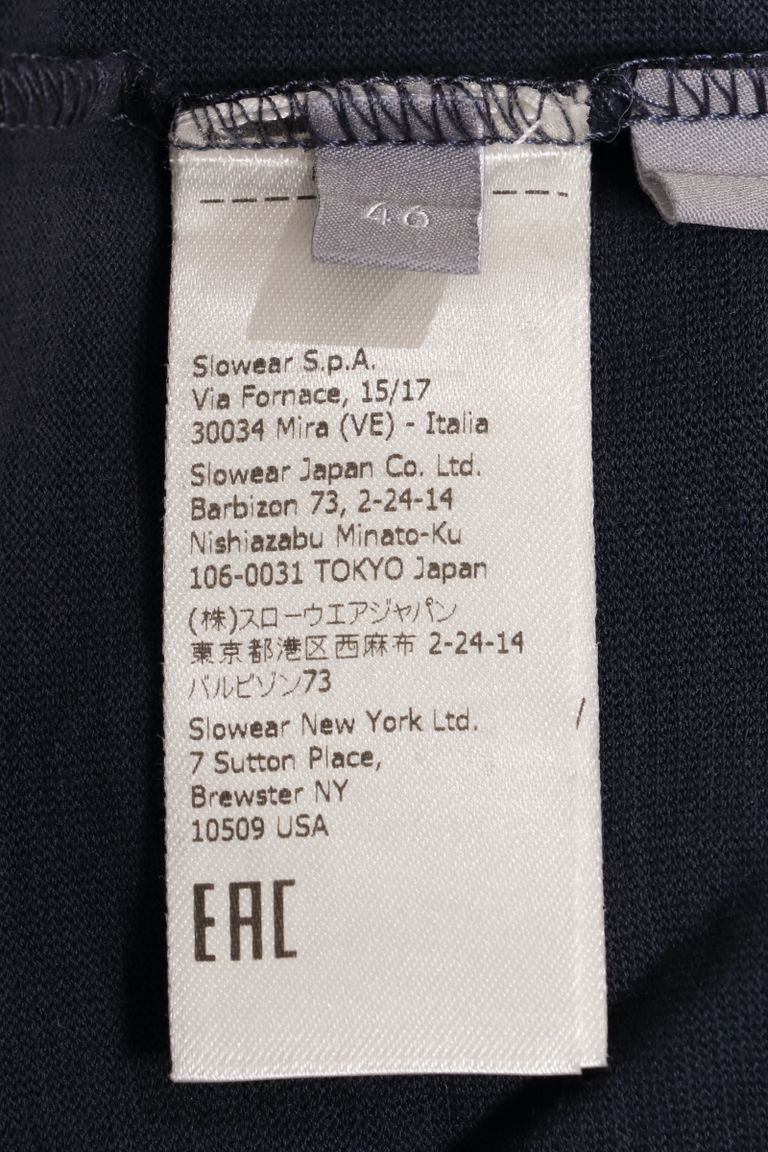 46
Slowear S.p.A.
Via Fornace, 15/17
30034 Mira (VE) - Italia
Slowear Japan Co. Ltd.
Barbizon 73, 2-24-14
Nishiazabu Minato-Ku
106-0031 TOKYO Japan
(株)スローウエアジャパン
東京都港区西麻布 2-24-14
バルビゾン73
Slowear New York Ltd.
7 Sutton Place,
Brewster NY
10509 USA
EAC